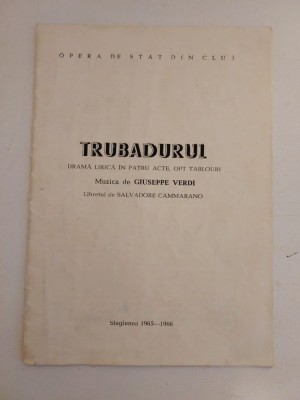 OPERA DE STAT DIN CLUJ
TRUBADURUL
DRAMĂ LIRICĂ ÎN PATRU ACTE, OPT TABLOURI
Muzica de GIUSEPPE VERDI
Libretul de SALVADORE CAMMARANO
Stagiunea 1965—1966